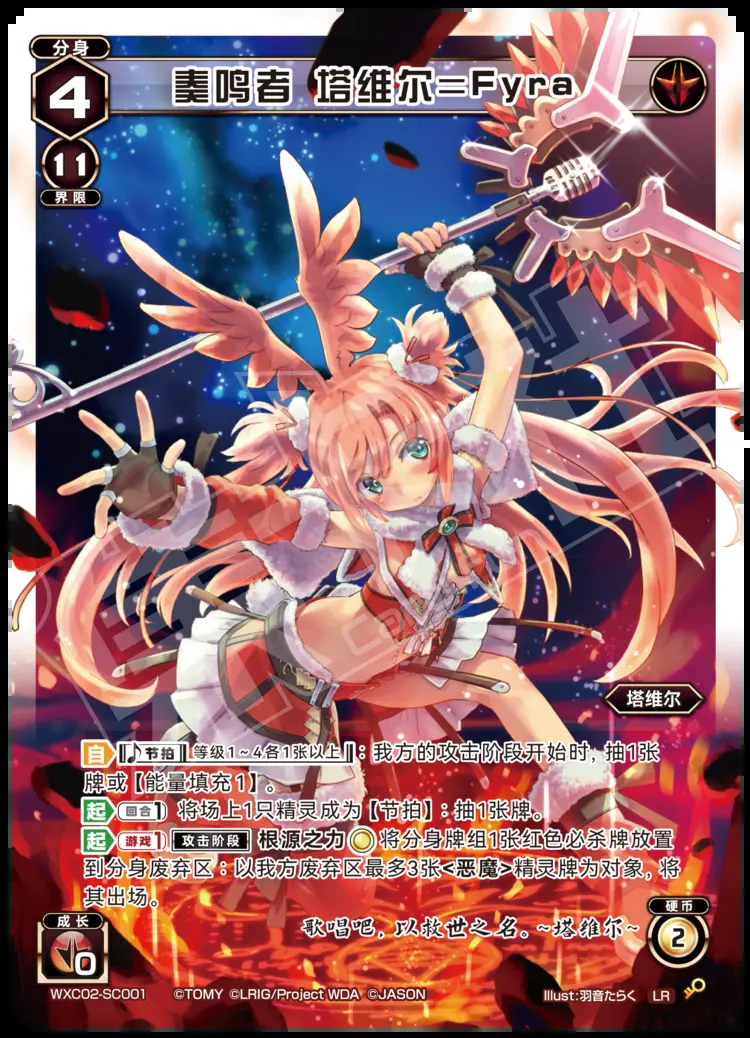 分身
4
奏鸣者 塔维尔=Fyra
11
界限
塔维尔
自 ♪节拍 等级1~4各1张以上：我方的攻击阶段开始时，抽1张
牌或【能量填充1】。
起 回合1 将场上1只精灵成为【节拍】：抽1张牌。
起 游戏1 攻击阶段 根源之力 将分身牌组1张红色必杀牌放置
到分身废弃区：以我方废弃区最多3张<恶魔>精灵牌为对象，将
其出场。
歌唱吧，以救世之名。~塔维尔~
成长
0
硬币
2
WXC02-SC001 ©TOMY ©LRIG/Project WDA ©JASON Illust:羽音たらく LR